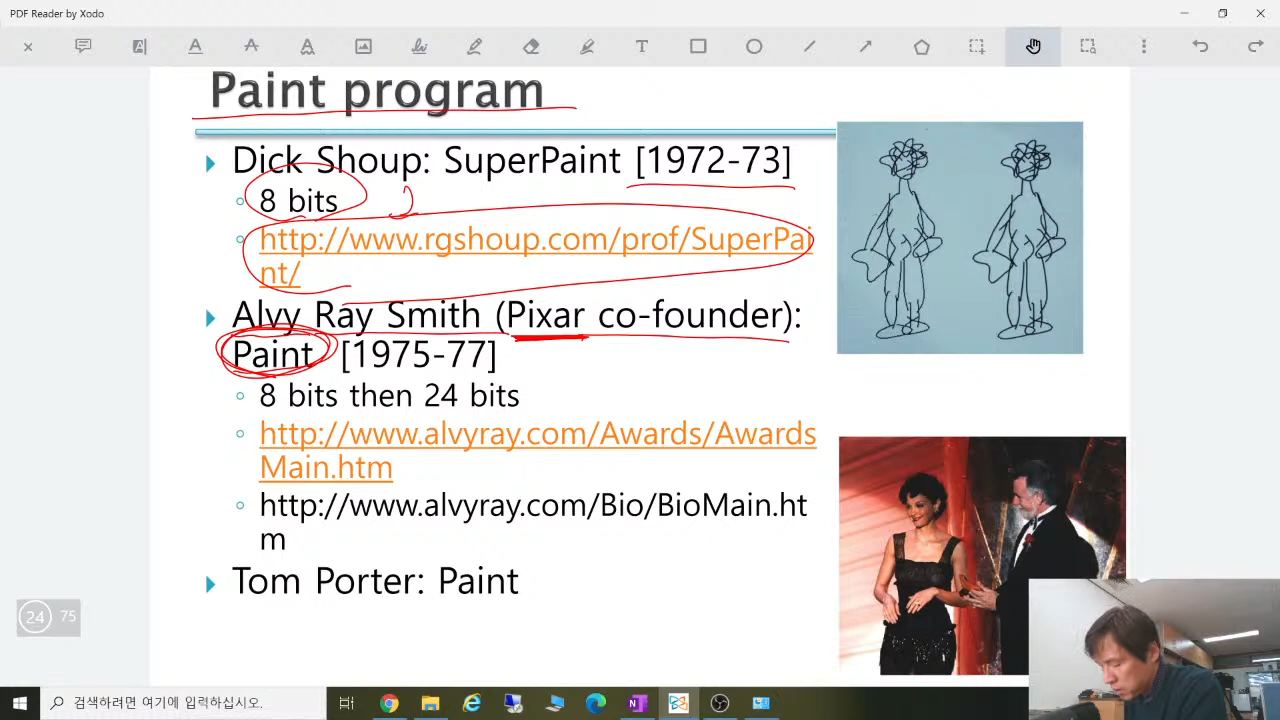 PDF Reader by Xodo
Paint program
Dick Shoup: SuperPaint [1972-73]
8 bits
http://www.rgshoup.com/prof/SuperPai
nt/
Alvy Ray Smith (Pixar co-founder):
Paint [1975-77]
8 bits then 24 bits
http://www.alvyray.com/Awards/Awards
Main.htm
http://www.alvyray.com/Bio/BioMain.ht
m
Tom Porter: Paint
24 75
검색하려면 여기에 입력하십시오.